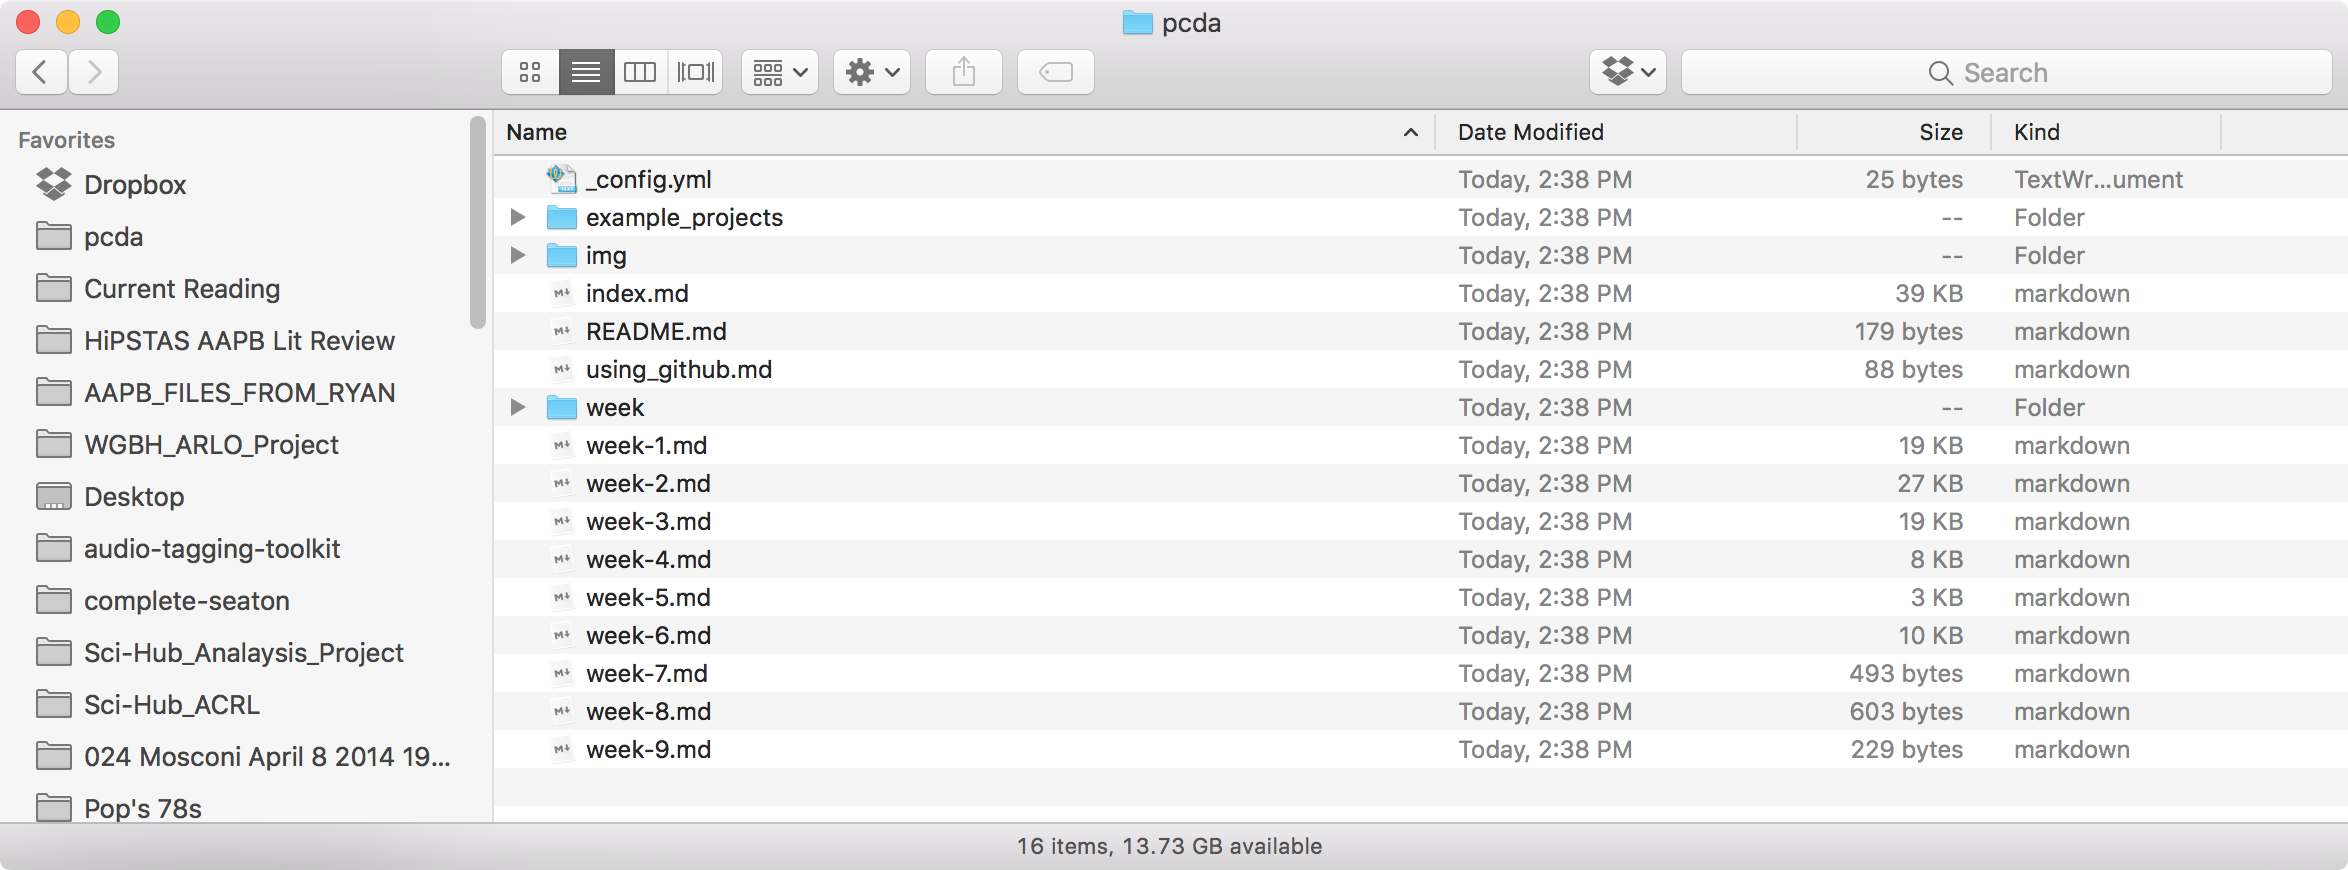 pcda
Search
Favorites
Dropbox
pcda
Current Reading
HiPSTAS AAPB Lit Review
AAPB_FILES_FROM_RYAN
WGBH_ARLO_Project
Desktop
audio-tagging-toolkit
complete-seaton
Sci-Hub_Analaysis_Project
Sci-Hub_ACRL
024 Mosconi April 8 2014 19...
Pop's 78s
Name Date Modified Size Kind
_config.yml Today, 2:38 PM 25 bytes TextWr...ument
example_projects Today, 2:38 PM -- Folder
img Today, 2:38 PM -- Folder
index.md Today, 2:38 PM 39 KB markdown
README.md Today, 2:38 PM 179 bytes markdown
using_github.md Today, 2:38 PM 88 bytes markdown
week Today, 2:38 PM -- Folder
week-1.md Today, 2:38 PM 19 KB markdown
week-2.md Today, 2:38 PM 27 KB markdown
week-3.md Today, 2:38 PM 19 KB markdown
week-4.md Today, 2:38 PM 8 KB markdown
week-5.md Today, 2:38 PM 3 KB markdown
week-6.md Today, 2:38 PM 10 KB markdown
week-7.md Today, 2:38 PM 493 bytes markdown
week-8.md Today, 2:38 PM 603 bytes markdown
week-9.md Today, 2:38 PM 229 bytes markdown
16 items, 13.73 GB available